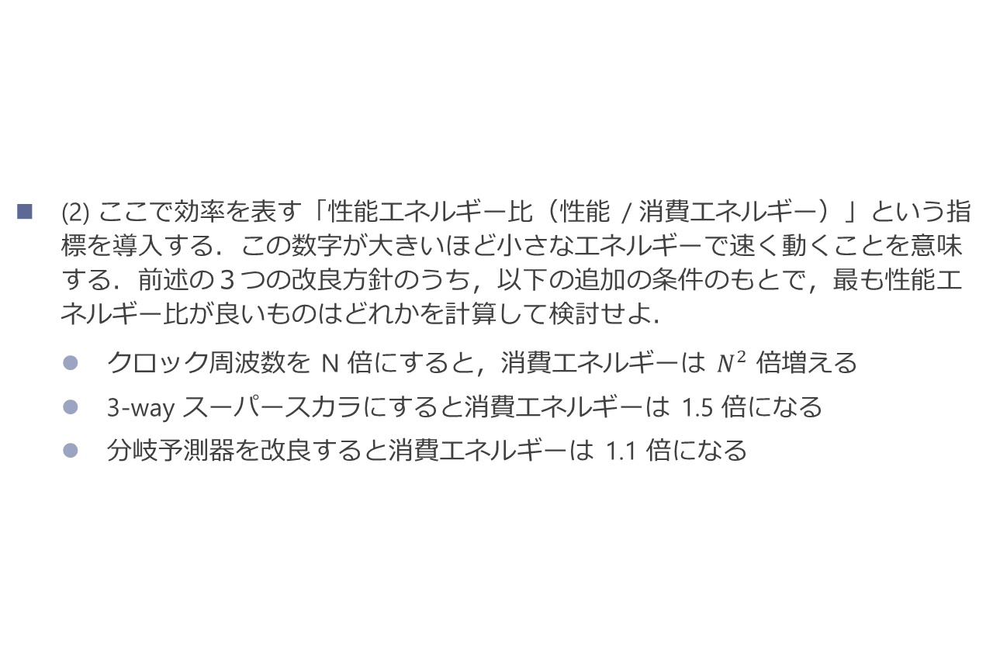 (2) ここで効率を表す「性能エネルギー比（性能 / 消費エネルギー）」という指
標を導入する．この数字が大きいほど小さなエネルギーで速く動くことを意味
する．前述の３つの改良方針のうち，以下の追加の条件のもとで，最も性能エ
ネルギー比が良いものはどれかを計算して検討せよ．
クロック周波数を N 倍にすると，消費エネルギーは N² 倍増える
3-way スーパースカラにすると消費エネルギーは 1.5 倍になる
分岐予測器を改良すると消費エネルギーは 1.1 倍になる